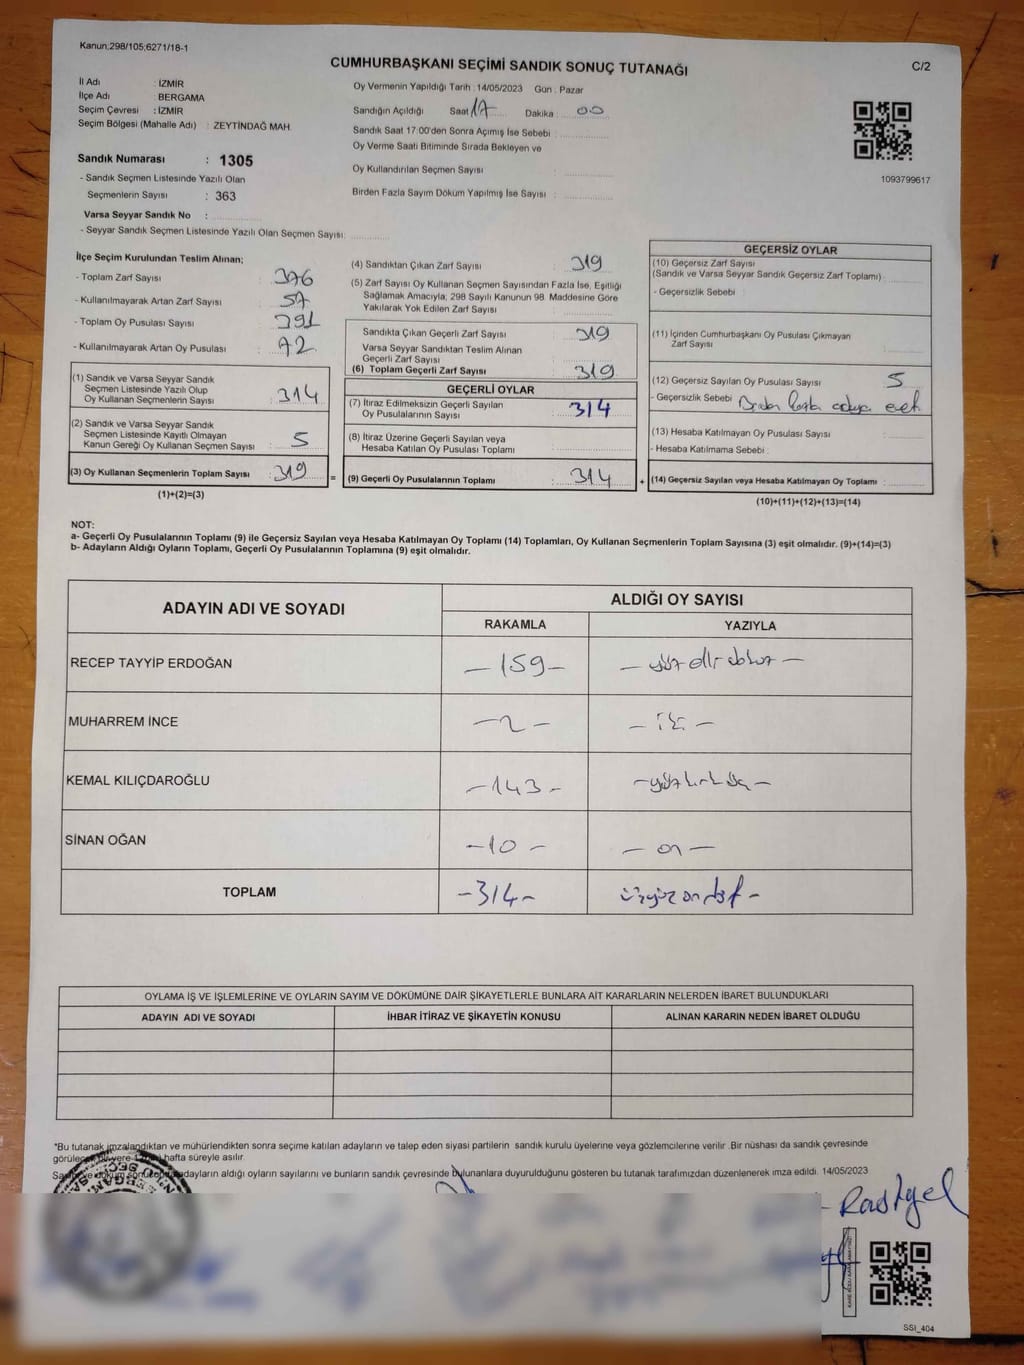 Kanun;298/105;6271/18-1
CUMHURBAŞKANI SEÇİMİ SANDIK SONUÇ TUTANAĞI
C/2
İl Adı : İZMİR
İlçe Adı BERGAMA
Seçim Çevresi : İZMİR
Seçim Bölgesi (Mahalle Adı) : ZEYTİNDAĞ MAH.
Oy Vermenin Yapıldığı Tarih : 14/05/2023 Gün : Pazar
Sandığın Açıldığı Saat 17 Dakika : 00
Sandık Saat 17:00'den Sonra Açımış İse Sebebi :
Oy Verme Saati Bitiminde Sırada Bekleyen ve
Oy Kullandırılan Seçmen Sayısı :
Birden Fazla Sayım Döküm Yapılmış İse Sayısı :
1093799617
Sandık Numarası : 1305
- Sandık Seçmen Listesinde Yazılı Olan
Seçmenlerin Sayısı : 363
Varsa Seyyar Sandık No :
- Seyyar Sandık Seçmen Listesinde Yazılı Olan Seçmen Sayısı:
İlçe Seçim Kurulundan Teslim Alınan;
- Toplam Zarf Sayısı : 376
- Kullanılmayarak Artan Zarf Sayısı : 57
- Toplam Oy Pusulası Sayısı : 391
- Kullanılmayarak Artan Oy Pusulası : 72
(1) Sandık ve Varsa Seyyar Sandık
Seçmen Listesinde Yazılı Olup
Oy Kullanan Seçmenlerin Sayısı : 314
(2) Sandık ve Varsa Seyyar Sandık
Seçmen Listesinde Kayıtlı Olmayan
Kanun Gereği Oy Kullanan Seçmen Sayısı : 5
(3) Oy Kullanan Seçmenlerin Toplam Sayısı : 319 =
(1)+(2)=(3)
(4) Sandıktan Çıkan Zarf Sayısı : 319
(5) Zarf Sayısı Oy Kullanan Seçmen Sayısından Fazla İse, Eşitliği
Sağlamak Amacıyla; 298 Sayılı Kanunun 98. Maddesine Göre
Yakılarak Yok Edilen Zarf Sayısı :
Sandıkta Çıkan Geçerli Zarf Sayısı : 319
Varsa Seyyar Sandıktan Teslim Alınan
Geçerli Zarf Sayısı
(6) Toplam Geçerli Zarf Sayısı : 319
GEÇERLİ OYLAR
(7) İtiraz Edilmeksizin Geçerli Sayılan
Oy Pusulalarının Sayısı : 314
(8) İtiraz Üzerine Geçerli Sayılan veya
Hesaba Katılan Oy Pusulası Toplamı :
(9) Geçerli Oy Pusulalarının Toplamı : 314 +
GEÇERSİZ OYLAR
(10) Geçersiz Zarf Sayısı
(Sandık ve Varsa Seyyar Sandık Geçersiz Zarf Toplamı) :
- Geçersizlik Sebebi :
(11) İçinden Cumhurbaşkanı Oy Pusulası Çıkmayan
Zarf Sayısı :
(12) Geçersiz Sayılan Oy Pusulası Sayısı : 5
- Geçersizlik Sebebi : Birden fazla adaya evet
(13) Hesaba Katılmayan Oy Pusulası Sayısı :
- Hesaba Katılmama Sebebi :
(14) Geçersiz Sayılan veya Hesaba Katılmayan Oy Toplamı :
(10)+(11)+(12)+(13)=(14)
NOT:
a- Geçerli Oy Pusulalarının Toplamı (9) ile Geçersiz Sayılan veya Hesaba Katılmayan Oy Toplamı (14) Toplamları, Oy Kullanan Seçmenlerin Toplam Sayısına (3) eşit olmalıdır. (9)+(14)=(3)
b- Adayların Aldığı Oyların Toplamı, Geçerli Oy Pusulalarının Toplamına (9) eşit olmalıdır.
ADAYIN ADI VE SOYADI ALDIĞI OY SAYISI
RAKAMLA YAZIYLA
RECEP TAYYİP ERDOĞAN - 159 - - yüz elli dokuz -
MUHARREM İNCE - 2 - - iki -
KEMAL KILIÇDAROĞLU - 143 - - yüzkırküç -
SİNAN OĞAN - 10 - - on -
TOPLAM - 314 - üçyüzondört -
OYLAMA İŞ VE İŞLEMLERİNE VE OYLARIN SAYIM VE DÖKÜMÜNE DAİR ŞİKAYETLERLE BUNLARA AİT KARARLARIN NELERDEN İBARET BULUNDUKLARI
ADAYIN ADI VE SOYADI İHBAR İTİRAZ VE ŞİKAYETİN KONUSU ALINAN KARARIN NEDEN İBARET OLDUĞU
*Bu tutanak imzalandıktan ve mühürlendikten sonra seçime katılan adayların ve talep eden siyasi partilerin sandık kurulu üyelerine veya gözlemcilerine verilir .Bir nüshası da sandık çevresinde
hafta süreyle asılır.
adayların aldığı oyların sayılarını ve bunların sandık çevresinde bulunanlara duyurulduğunu gösteren bu tutanak tarafımızdan düzenlenerek imza edildi. 14/05/2023
SSI_404